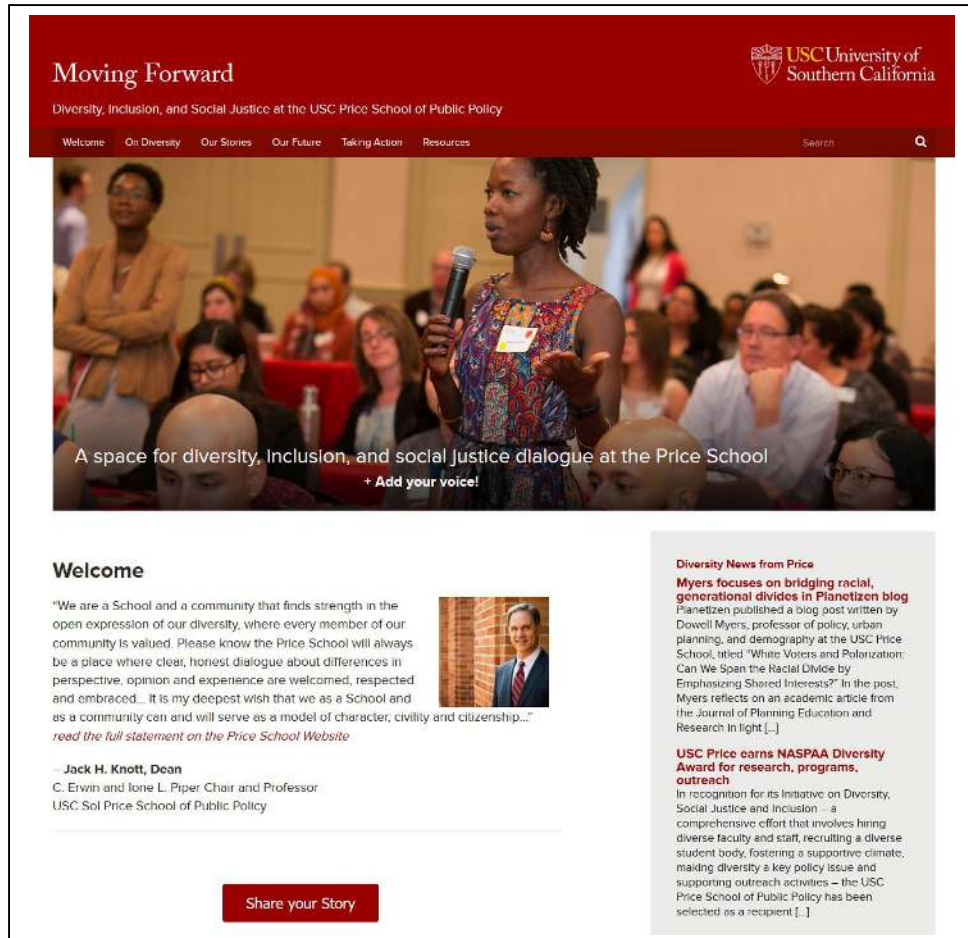 Moving Forward
USC University of
Southern California
Diversity, Inclusion, and Social Justice at the USC Price School of Public Policy
Welcome On Diversity Our Stories Our Future Taking Action Resources Search
A space for diversity, inclusion, and social justice dialogue at the Price School
+ Add your voice!
Welcome
“We are a School and a community that finds strength in the
open expression of our diversity, where every member of our
community is valued. Please know the Price School will always
be a place where clear, honest dialogue about differences in
perspective, opinion and experience are welcomed, respected
and embraced... It is my deepest wish that we as a School and
as a community can and will serve as a model of character, civility and citizenship...”
read the full statement on the Price School Website
– Jack H. Knott, Dean
C. Erwin and Ione L. Piper Chair and Professor
USC Sol Price School of Public Policy
Share your Story
Diversity News from Price
Myers focuses on bridging racial,
generational divides in Planetizen blog
Planetizen published a blog post written by
Dowell Myers, professor of policy, urban
planning, and demography at the USC Price
School, titled “White Voters and Polarization:
Can We Span the Racial Divide by
Emphasizing Shared Interests?” In the post,
Myers reflects on an academic article from
the Journal of Planning Education and
Research in light [...]
USC Price earns NASPAA Diversity
Award for research, programs,
outreach
In recognition for its Initiative on Diversity,
Social Justice and Inclusion – a
comprehensive effort that involves hiring
diverse faculty and staff, recruiting a diverse
student body, fostering a supportive climate,
making diversity a key policy issue and
supporting outreach activities – the USC
Price School of Public Policy has been
selected as a recipient [...]